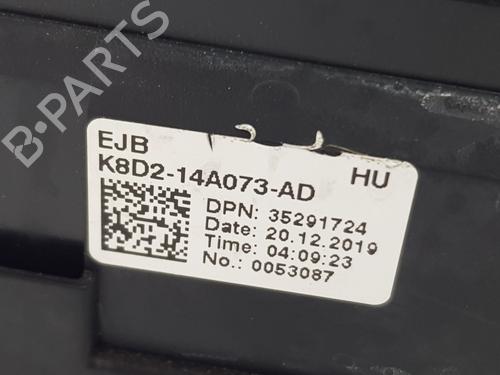 B-PARTS
EJB
HU
K8D2-14A073-AD
DPN: 35291724
Date: 20.12.2019
Time: 04:09:23
No.: 0053087